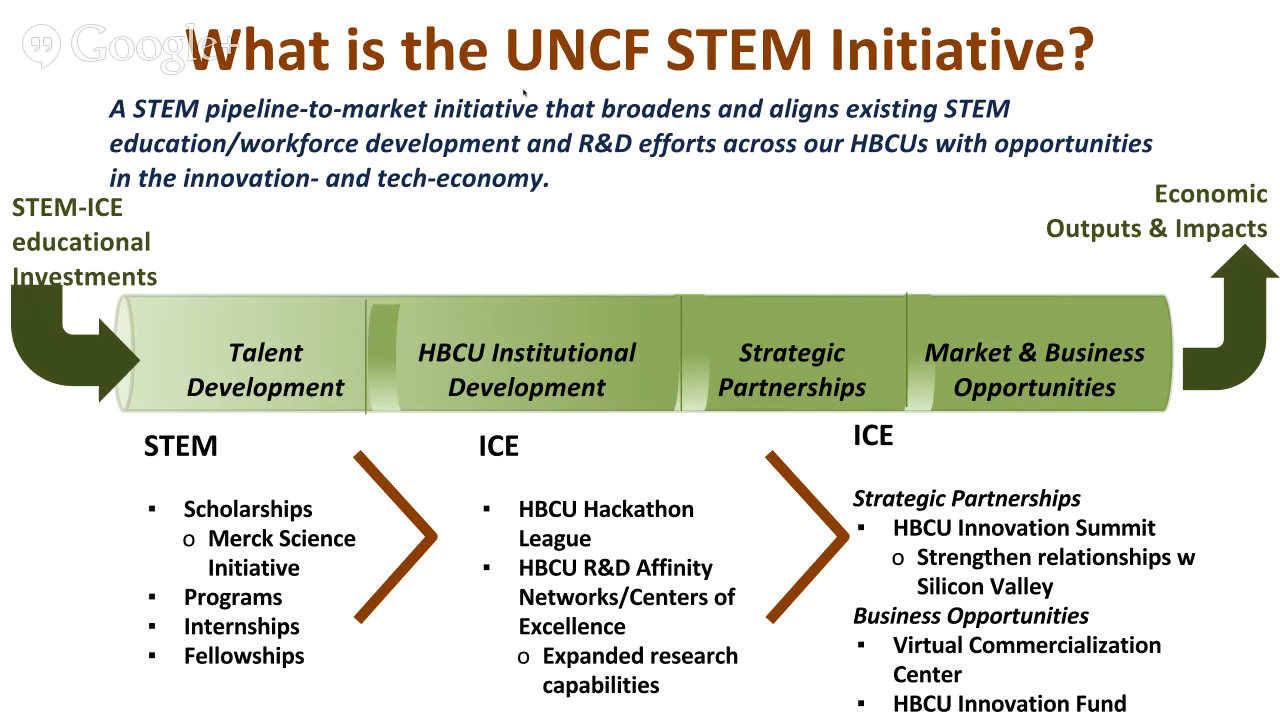 Google+
What is the UNCF STEM Initiative?
A STEM pipeline-to-market initiative that broadens and aligns existing STEM
education/workforce development and R&D efforts across our HBCUs with opportunities
in the innovation- and tech-economy.
STEM-ICE
educational
Investments
Economic
Outputs & Impacts
Talent
Development
HBCU Institutional
Development
Strategic
Partnerships
Market & Business
Opportunities
STEM
▪ Scholarships
o Merck Science
Initiative
▪ Programs
▪ Internships
▪ Fellowships
ICE
▪ HBCU Hackathon
League
▪ HBCU R&D Affinity
Networks/Centers of
Excellence
o Expanded research
capabilities
ICE
Strategic Partnerships
▪ HBCU Innovation Summit
o Strengthen relationships w
Silicon Valley
Business Opportunities
▪ Virtual Commercialization
Center
▪ HBCU Innovation Fund